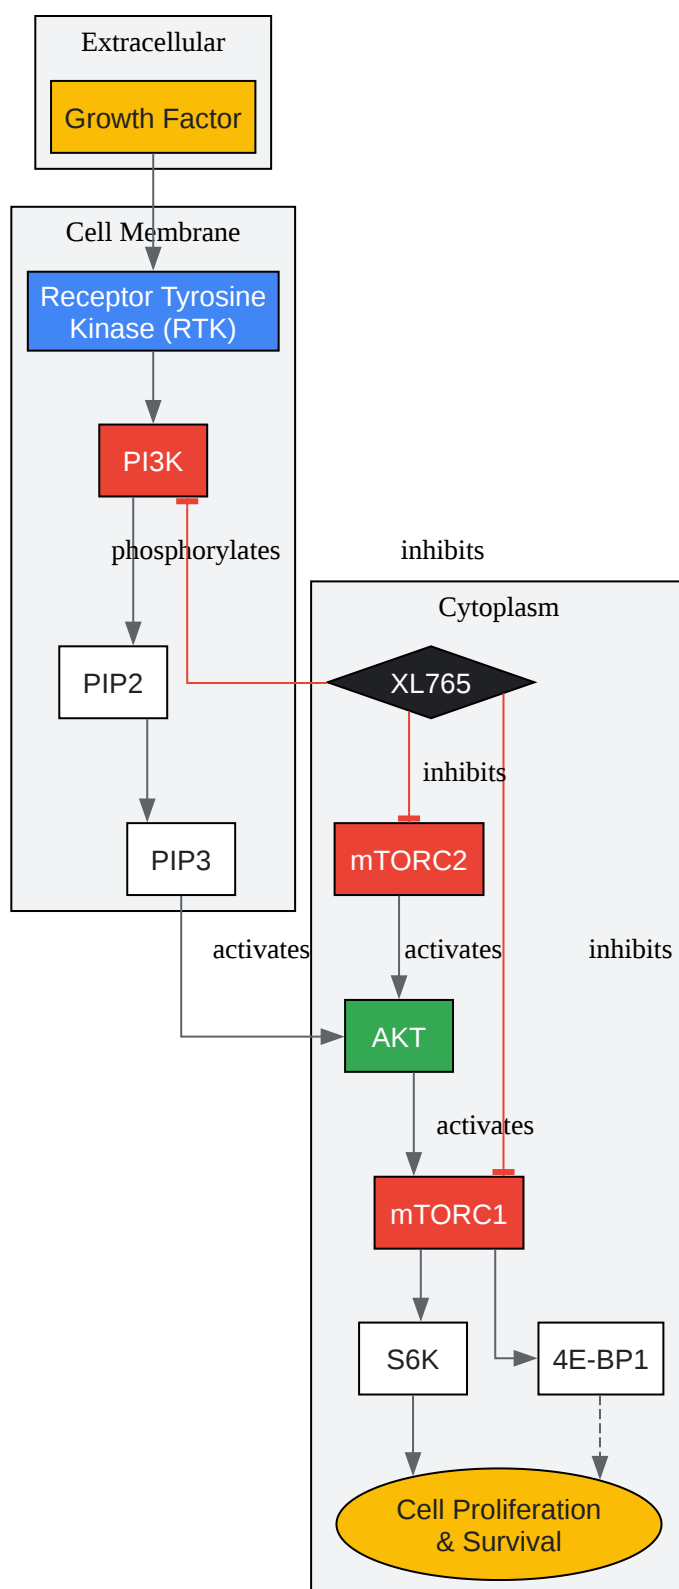 Extracellular
Growth Factor
Cell Membrane
Receptor Tyrosine
Kinase (RTK)
PI3K
phosphorylates
inhibits
Cytoplasm
PIP2
XL765
inhibits
PIP3
mTORC2
activates
activates
inhibits
AKT
activates
mTORC1
S6K
4E-BP1
Cell Proliferation
& Survival